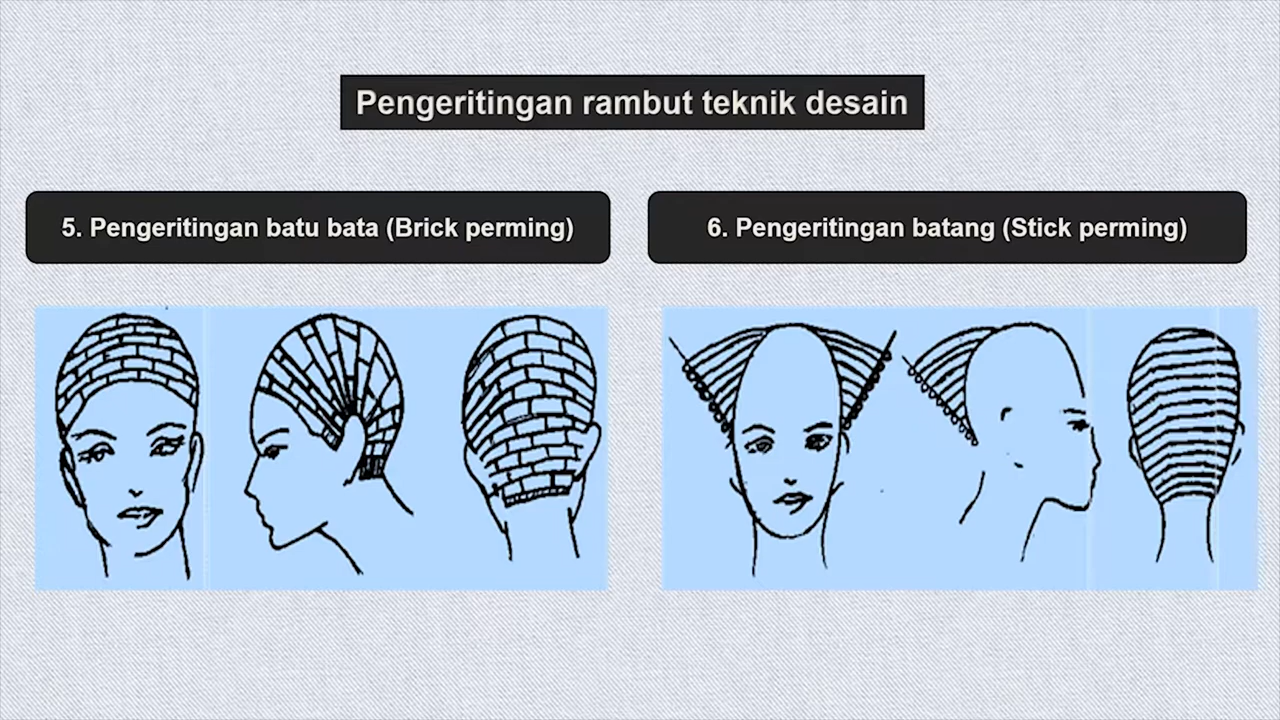 Pengeritingan rambut teknik desain
5. Pengeritingan batu bata (Brick perming)
6. Pengeritingan batang (Stick perming)